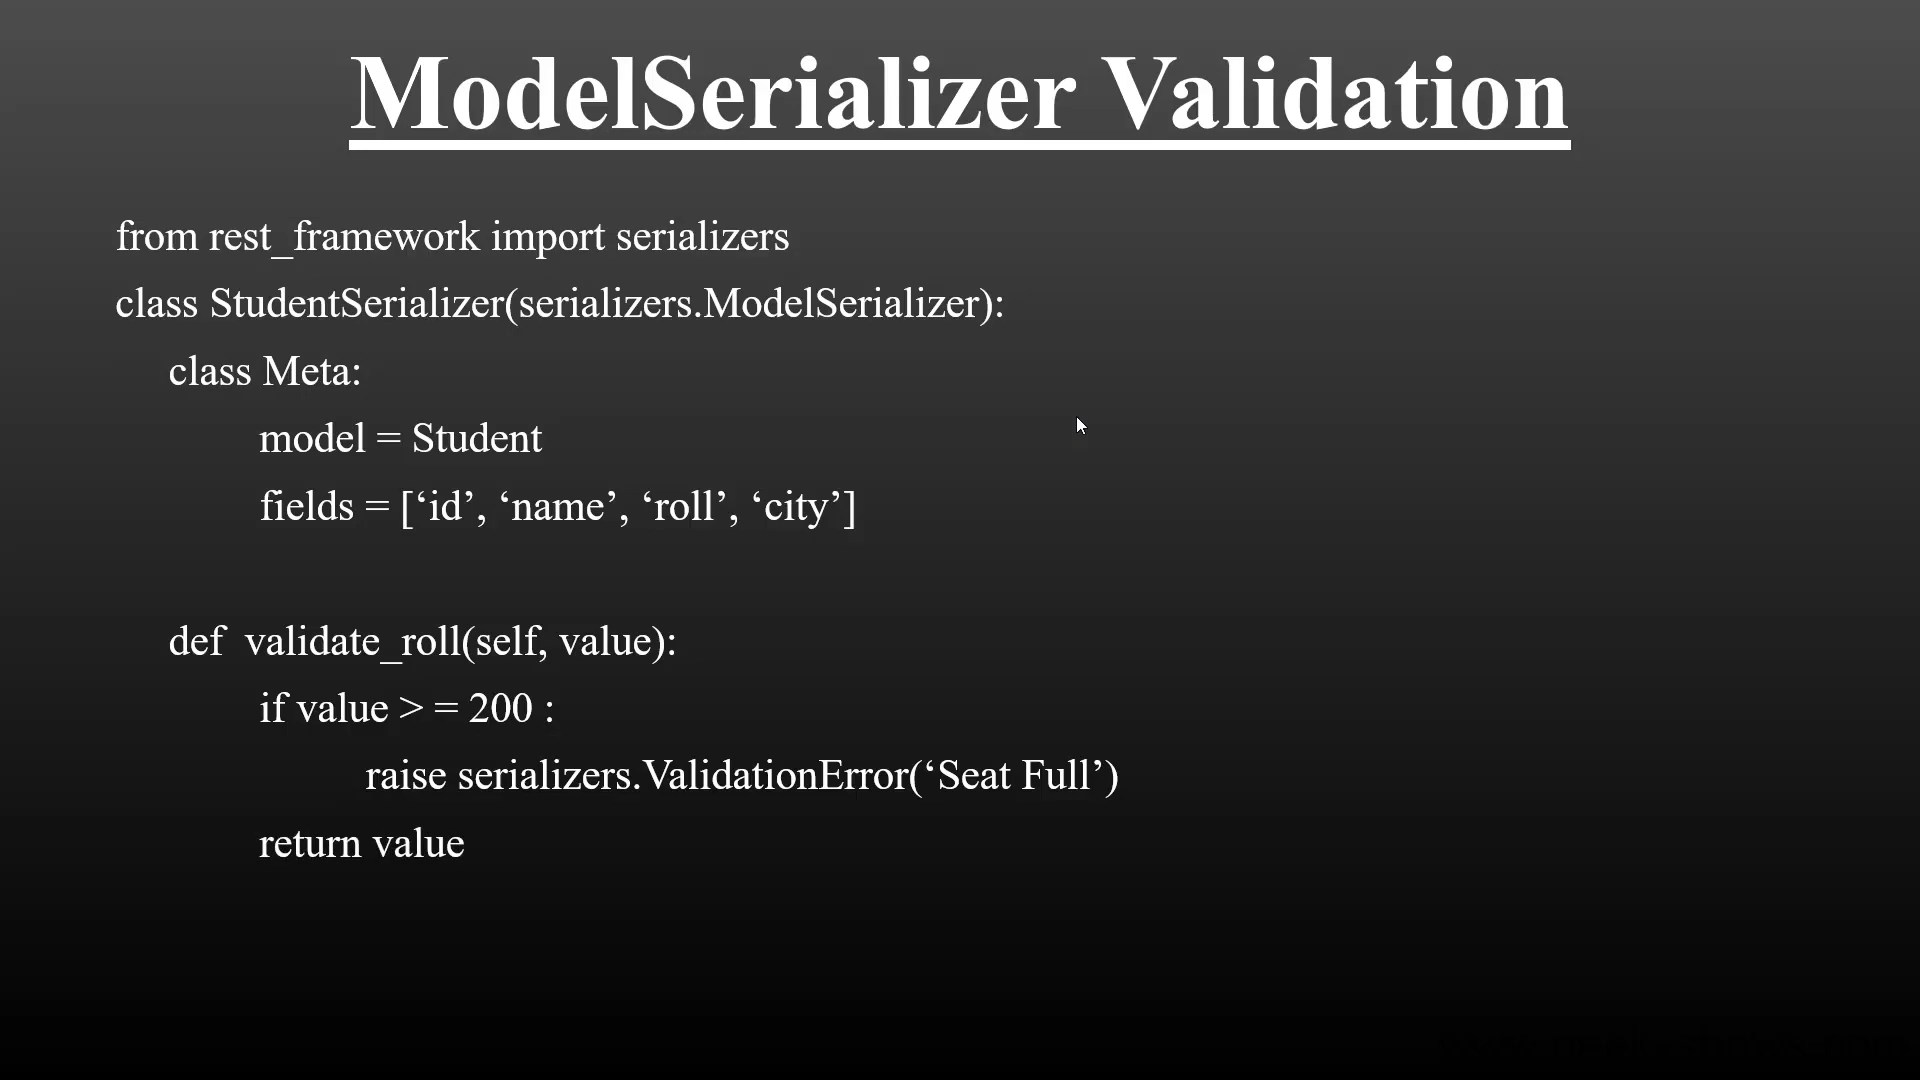 ModelSerializer Validation
from rest_framework import serializers
class StudentSerializer(serializers.ModelSerializer):
class Meta:
model = Student
fields = [‘id’, ‘name’, ‘roll’, ‘city’]
def  validate_roll(self, value):
if value > = 200 :
raise serializers.ValidationError(‘Seat Full’)
return value